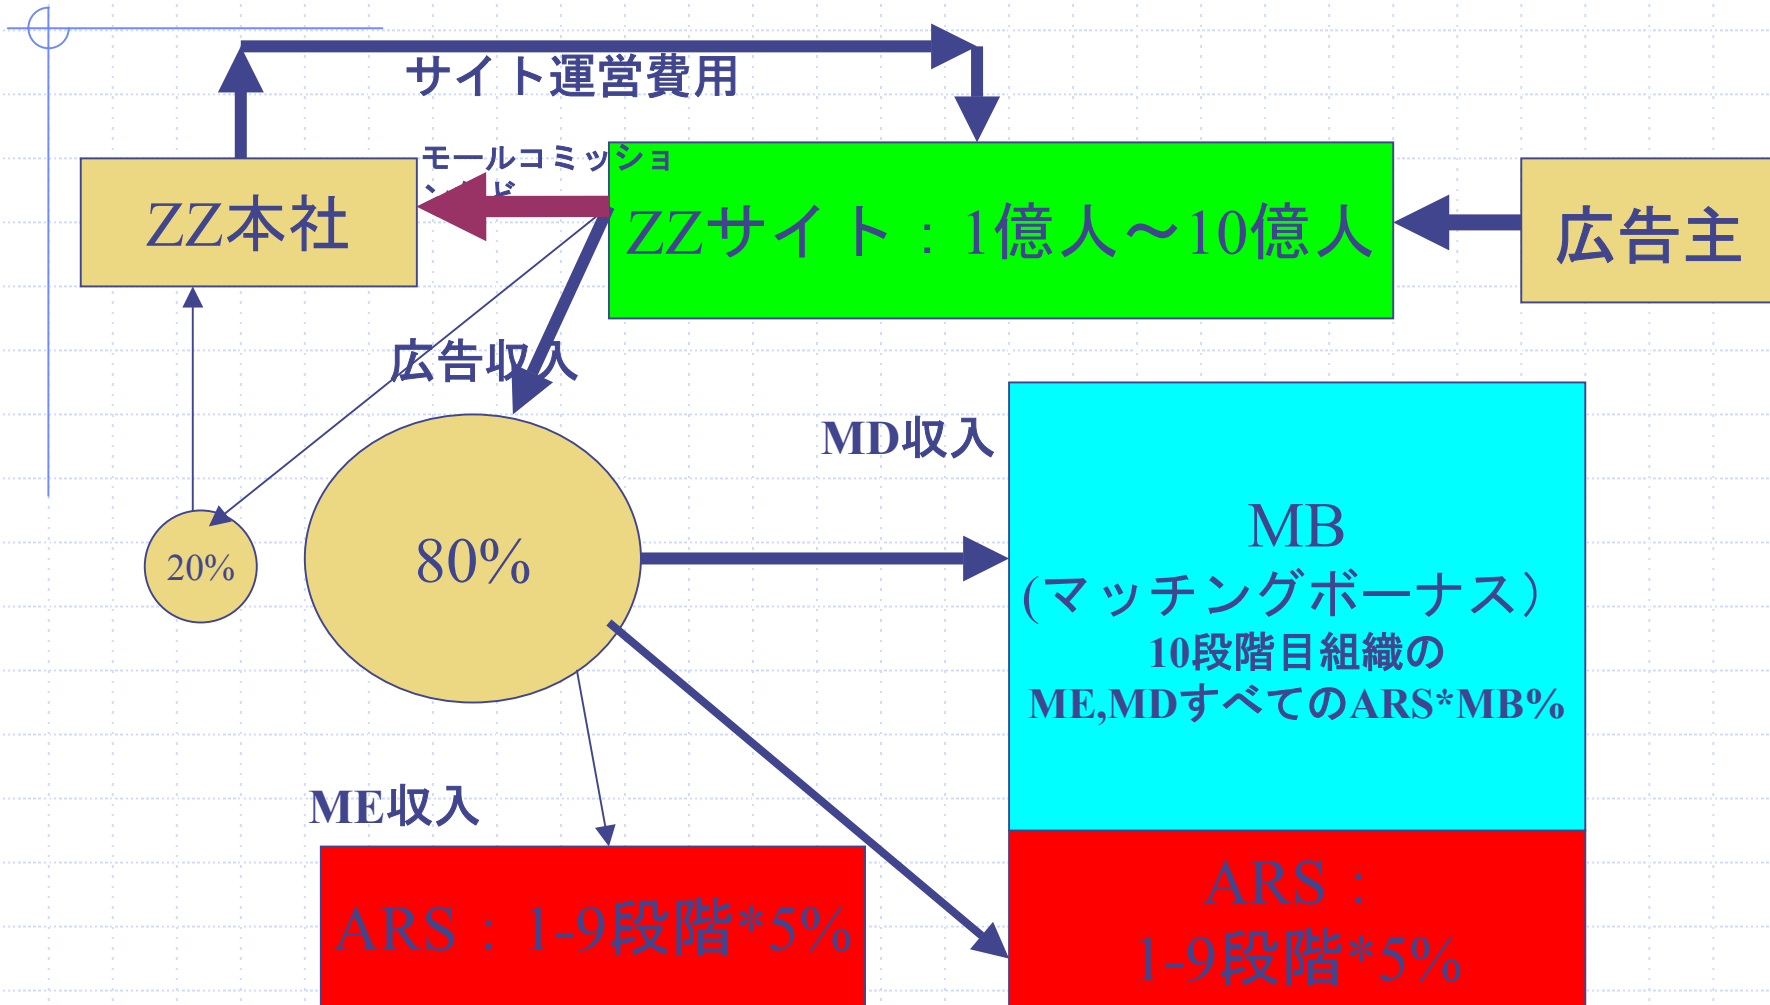 サイト運営費用
モールコミッショ
ZZ本社
ZZサイト：1億人～10億人
広告主
広告収入
MD収入
20%
80%
MB
(マッチングボーナス）
10段階目組織の
ME,MDすべてのARS*MB%
ME収入
ARS：1-9段階*5%
ARS：
1-9段階*5%